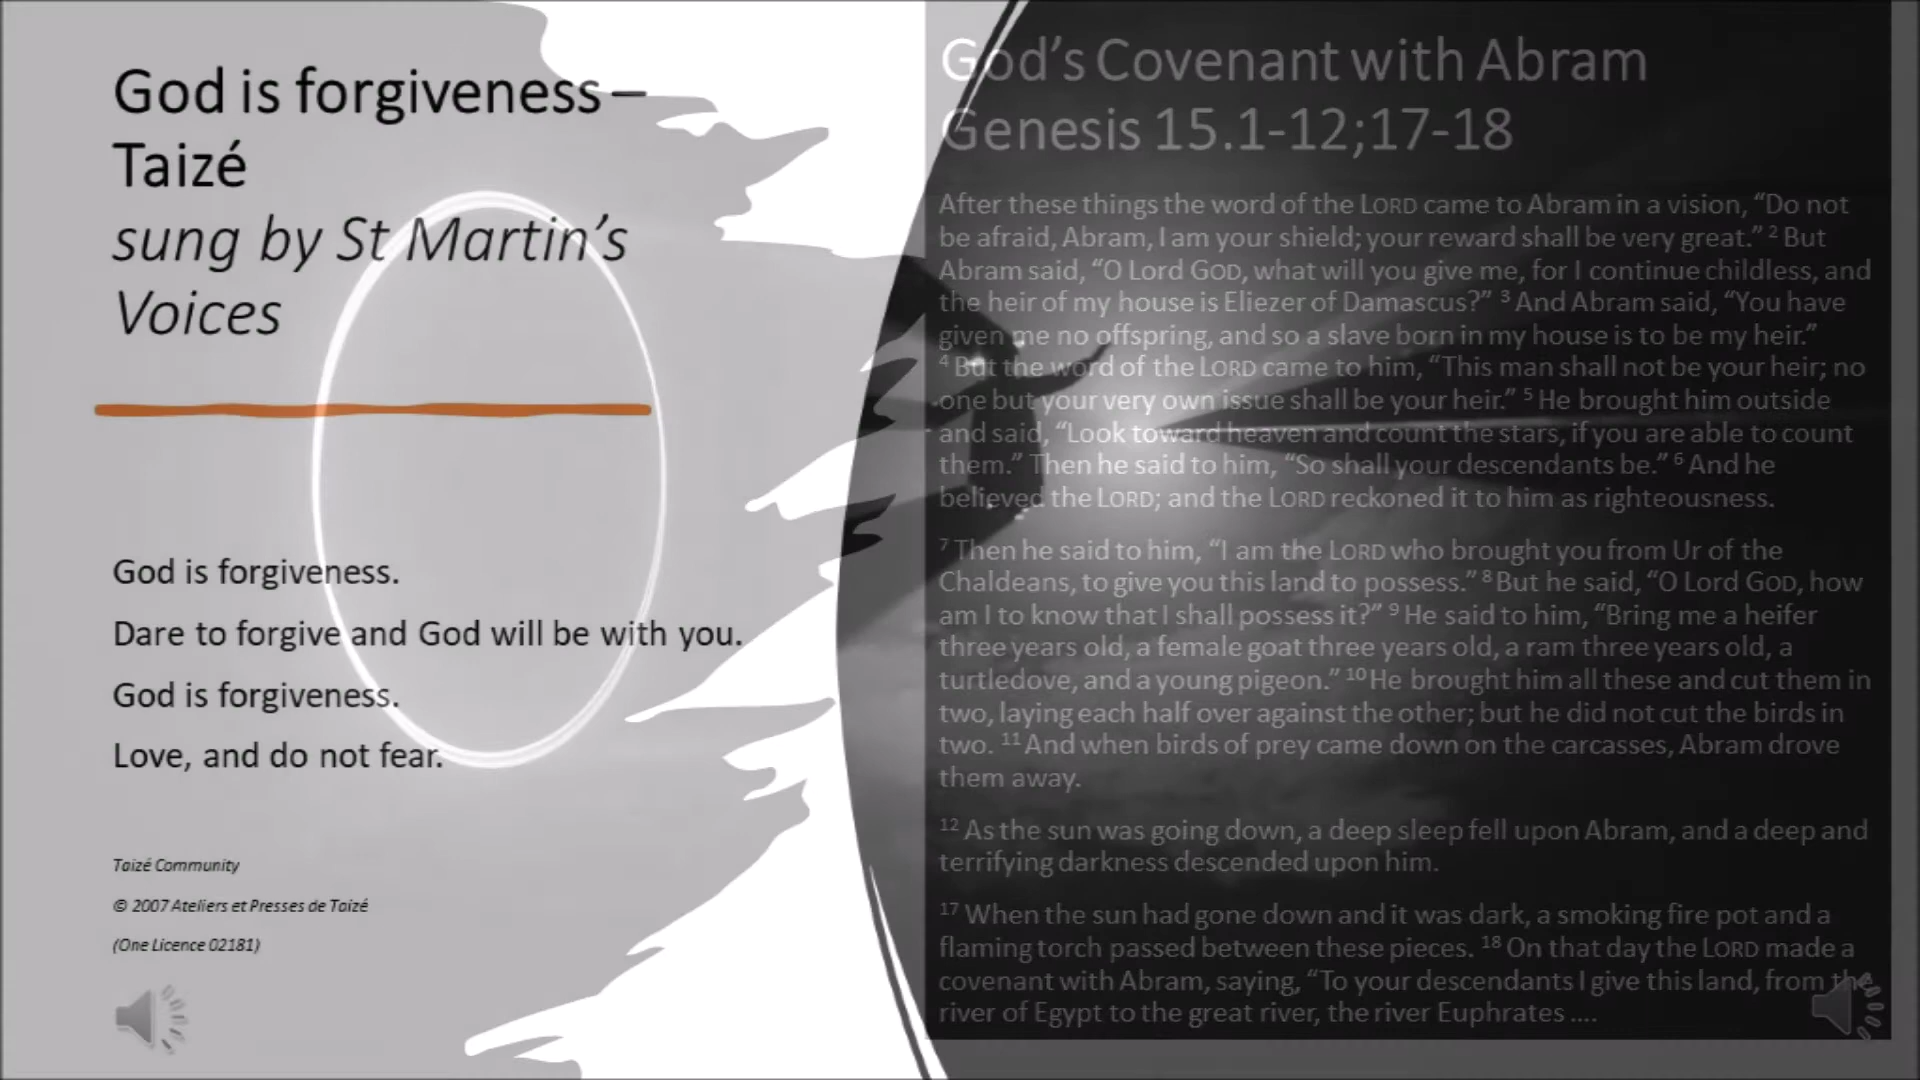 God is forgiveness –
Taizé
sung by St Martin’s
Voices
God is forgiveness.
Dare to forgive and God will be with you.
God is forgiveness.
Love, and do not fear.
Taizé Community
© 2007 Ateliers et Presses de Taizé
(One Licence 02181)
God’s Covenant with Abram
Genesis 15.1-12;17-18
After these things the word of the LORD came to Abram in a vision, “Do not
be afraid, Abram, I am your shield; your reward shall be very great.” ² But
Abram said, “O Lord GOD, what will you give me, for I continue childless, and
the heir of my house is Eliezer of Damascus?” ³ And Abram said, “You have
given me no offspring, and so a slave born in my house is to be my heir.”
⁴ But the word of the LORD came to him, “This man shall not be your heir; no
one but your very own issue shall be your heir.” ⁵ He brought him outside
and said, “Look toward heaven and count the stars, if you are able to count
them.” Then he said to him, “So shall your descendants be.” ⁶ And he
believed the LORD; and the LORD reckoned it to him as righteousness.
⁷ Then he said to him, “I am the LORD who brought you from Ur of the
Chaldeans, to give you this land to possess.” ⁸ But he said, “O Lord GOD, how
am I to know that I shall possess it?” ⁹ He said to him, “Bring me a heifer
three years old, a female goat three years old, a ram three years old, a
turtledove, and a young pigeon.” ¹⁰ He brought him all these and cut them in
two, laying each half over against the other; but he did not cut the birds in
two. ¹¹ And when birds of prey came down on the carcasses, Abram drove
them away.
¹² As the sun was going down, a deep sleep fell upon Abram, and a deep and
terrifying darkness descended upon him.
¹⁷ When the sun had gone down and it was dark, a smoking fire pot and a
flaming torch passed between these pieces. ¹⁸ On that day the LORD made a
covenant with Abram, saying, “To your descendants I give this land, from the
river of Egypt to the great river, the river Euphrates ....